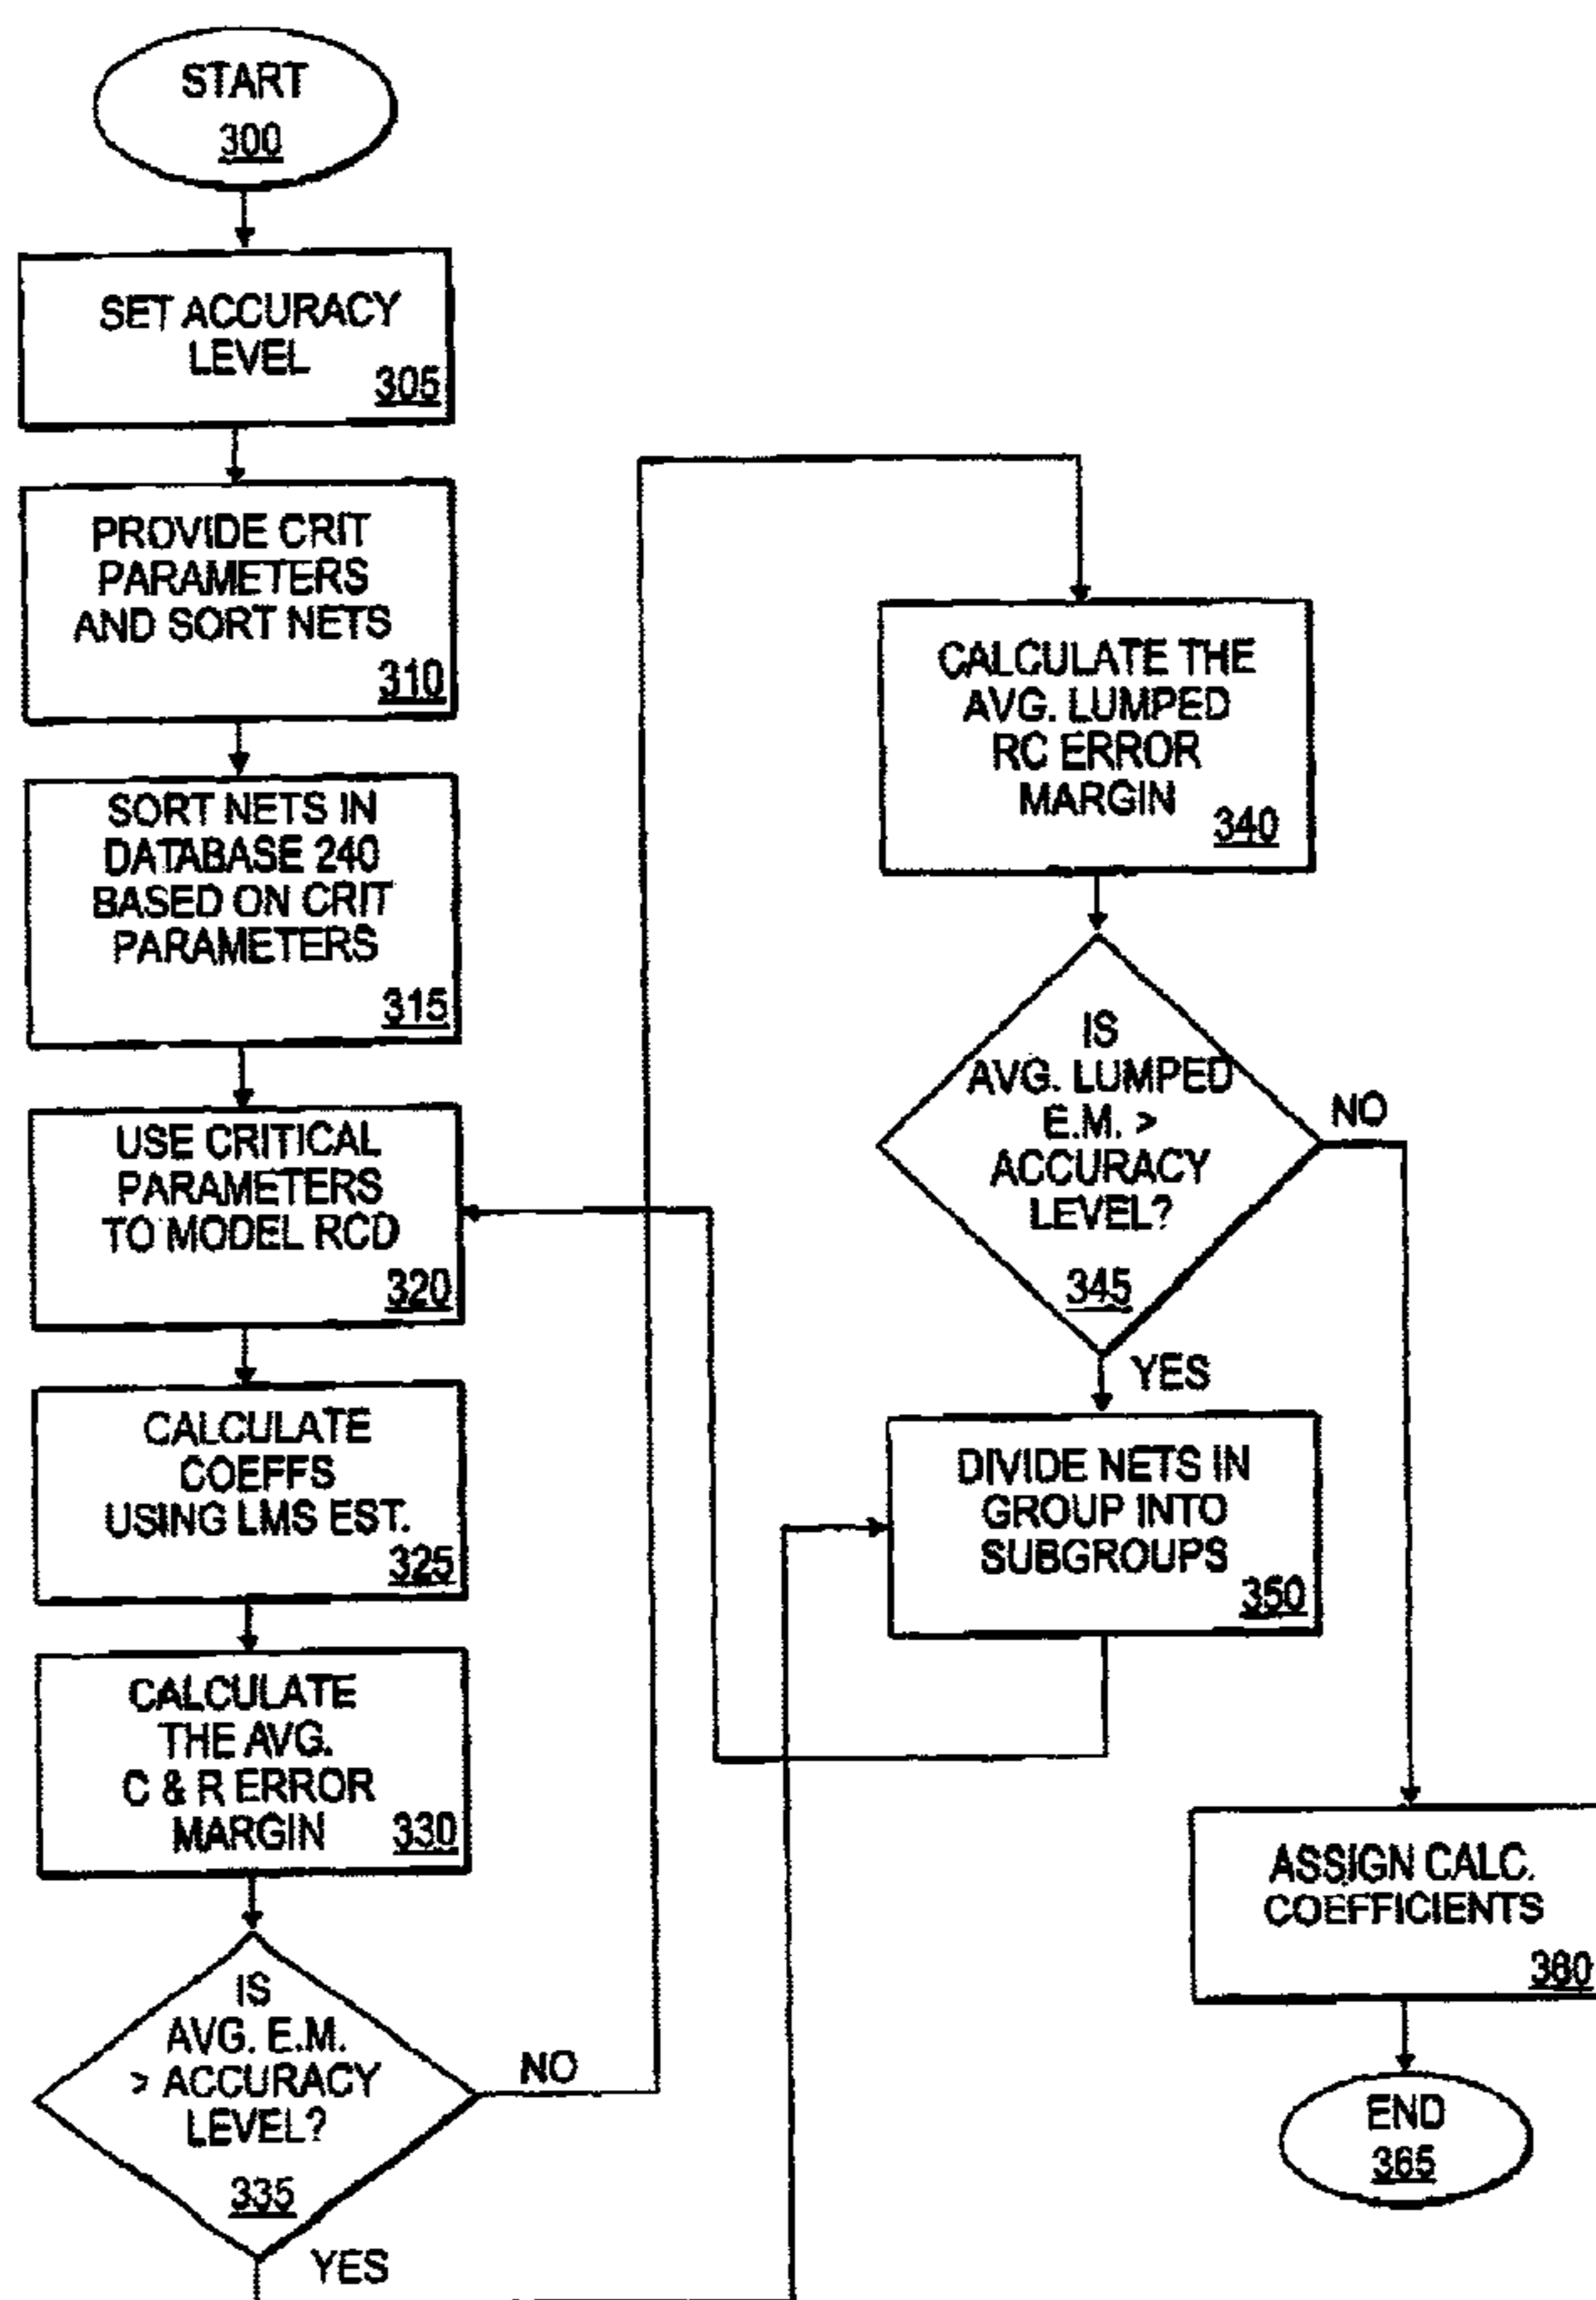 START
300
SET ACCURACY
LEVEL
305
PROVIDE CRIT
PARAMETERS
AND SORT NETS
310
SORT NETS IN
DATABASE 240
BASED ON CRIT
PARAMETERS
315
USE CRITICAL
PARAMETERS
TO MODEL RCD
320
CALCULATE
COEFFS
USING LMS EST.
325
CALCULATE
THE AVG.
C & R ERROR
MARGIN
330
IS
AVG. E.M.
> ACCURACY
LEVEL?
335
NO
YES
CALCULATE THE
AVG. LUMPED
RC ERROR
MARGIN
340
IS
AVG. LUMPED
E.M. >
ACCURACY
LEVEL?
345
NO
YES
DIVIDE NETS IN
GROUP INTO
SUBGROUPS
350
ASSIGN CALC.
COEFFICIENTS
360
END
365